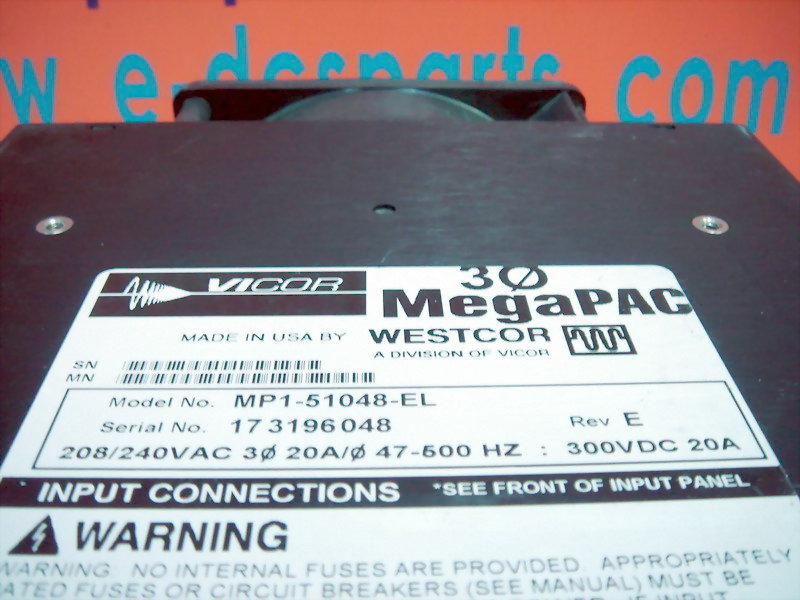 w e-dcsparts.com
VICOR
3Ø
MegaPAC
MADE IN USA BY WESTCOR
A DIVISION OF VICOR
SN
MN
Model No. MP1-51048-EL
Serial No. 173196048 Rev E
208/240VAC 3Ø 20A/Ø 47-500 HZ : 300VDC 20A
INPUT CONNECTIONS *SEE FRONT OF INPUT PANEL
WARNING
WARNING. NO INTERNAL FUSES ARE PROVIDED. APPROPRIATELY
ATED FUSES OR CIRCUIT BREAKERS (SEE MANUAL) MUST BE